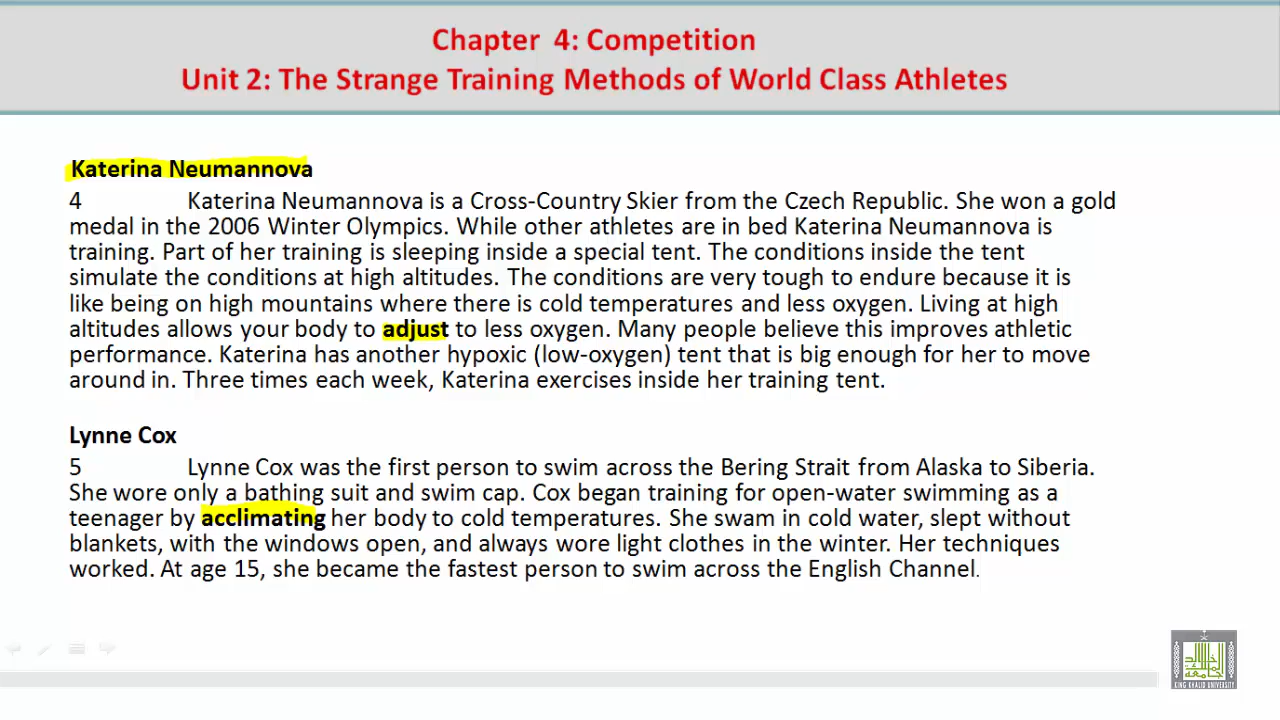 Chapter 4: Competition
Unit 2: The Strange Training Methods of World Class Athletes
Katerina Neumannova
4 Katerina Neumannova is a Cross-Country Skier from the Czech Republic. She won a gold
medal in the 2006 Winter Olympics. While other athletes are in bed Katerina Neumannova is
training. Part of her training is sleeping inside a special tent. The conditions inside the tent
simulate the conditions at high altitudes. The conditions are very tough to endure because it is
like being on high mountains where there is cold temperatures and less oxygen. Living at high
altitudes allows your body to adjust to less oxygen. Many people believe this improves athletic
performance. Katerina has another hypoxic (low-oxygen) tent that is big enough for her to move
around in. Three times each week, Katerina exercises inside her training tent.
Lynne Cox
5 Lynne Cox was the first person to swim across the Bering Strait from Alaska to Siberia.
She wore only a bathing suit and swim cap. Cox began training for open-water swimming as a
teenager by acclimating her body to cold temperatures. She swam in cold water, slept without
blankets, with the windows open, and always wore light clothes in the winter. Her techniques
worked. At age 15, she became the fastest person to swim across the English Channel.
KING KHALID UNIVERSITY